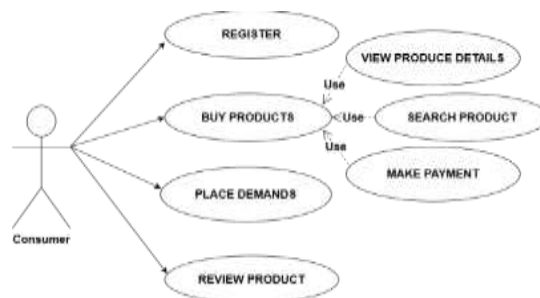 REGISTER
VIEW PRODUCE DETAILS
Use
BUY PRODUCTS
Use
SEARCH PRODUCT
Use
MAKE PAYMENT
PLACE DEMANDS
Consumer
REVIEW PRODUCT